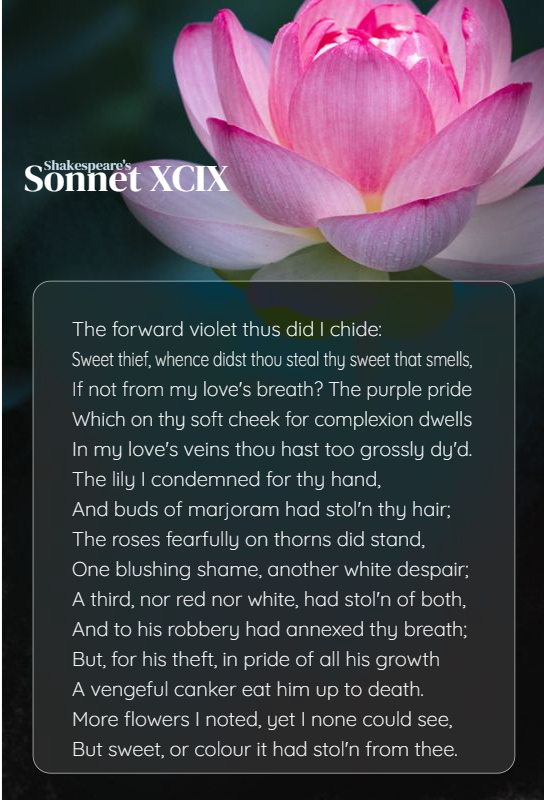 Shakespeare's
Sonnet XCIX
The forward violet thus did I chide:
Sweet thief, whence didst thou steal thy sweet that smells,
If not from my love's breath? The purple pride
Which on thy soft cheek for complexion dwells
In my love's veins thou hast too grossly dy'd.
The lily I condemned for thy hand,
And buds of marjoram had stol'n thy hair;
The roses fearfully on thorns did stand,
One blushing shame, another white despair;
A third, nor red nor white, had stol'n of both,
And to his robbery had annexed thy breath;
But, for his theft, in pride of all his growth
A vengeful canker eat him up to death.
More flowers I noted, yet I none could see,
But sweet, or colour it had stol'n from thee.